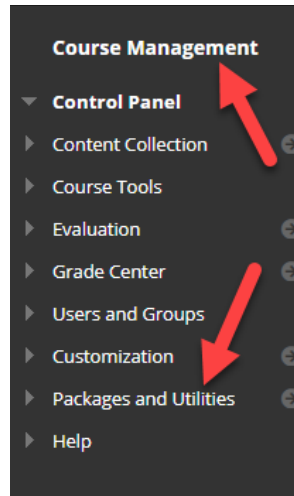 Course Management
Control Panel
Content Collection
Course Tools
Evaluation
Grade Center
Users and Groups
Customization
Packages and Utilities
Help